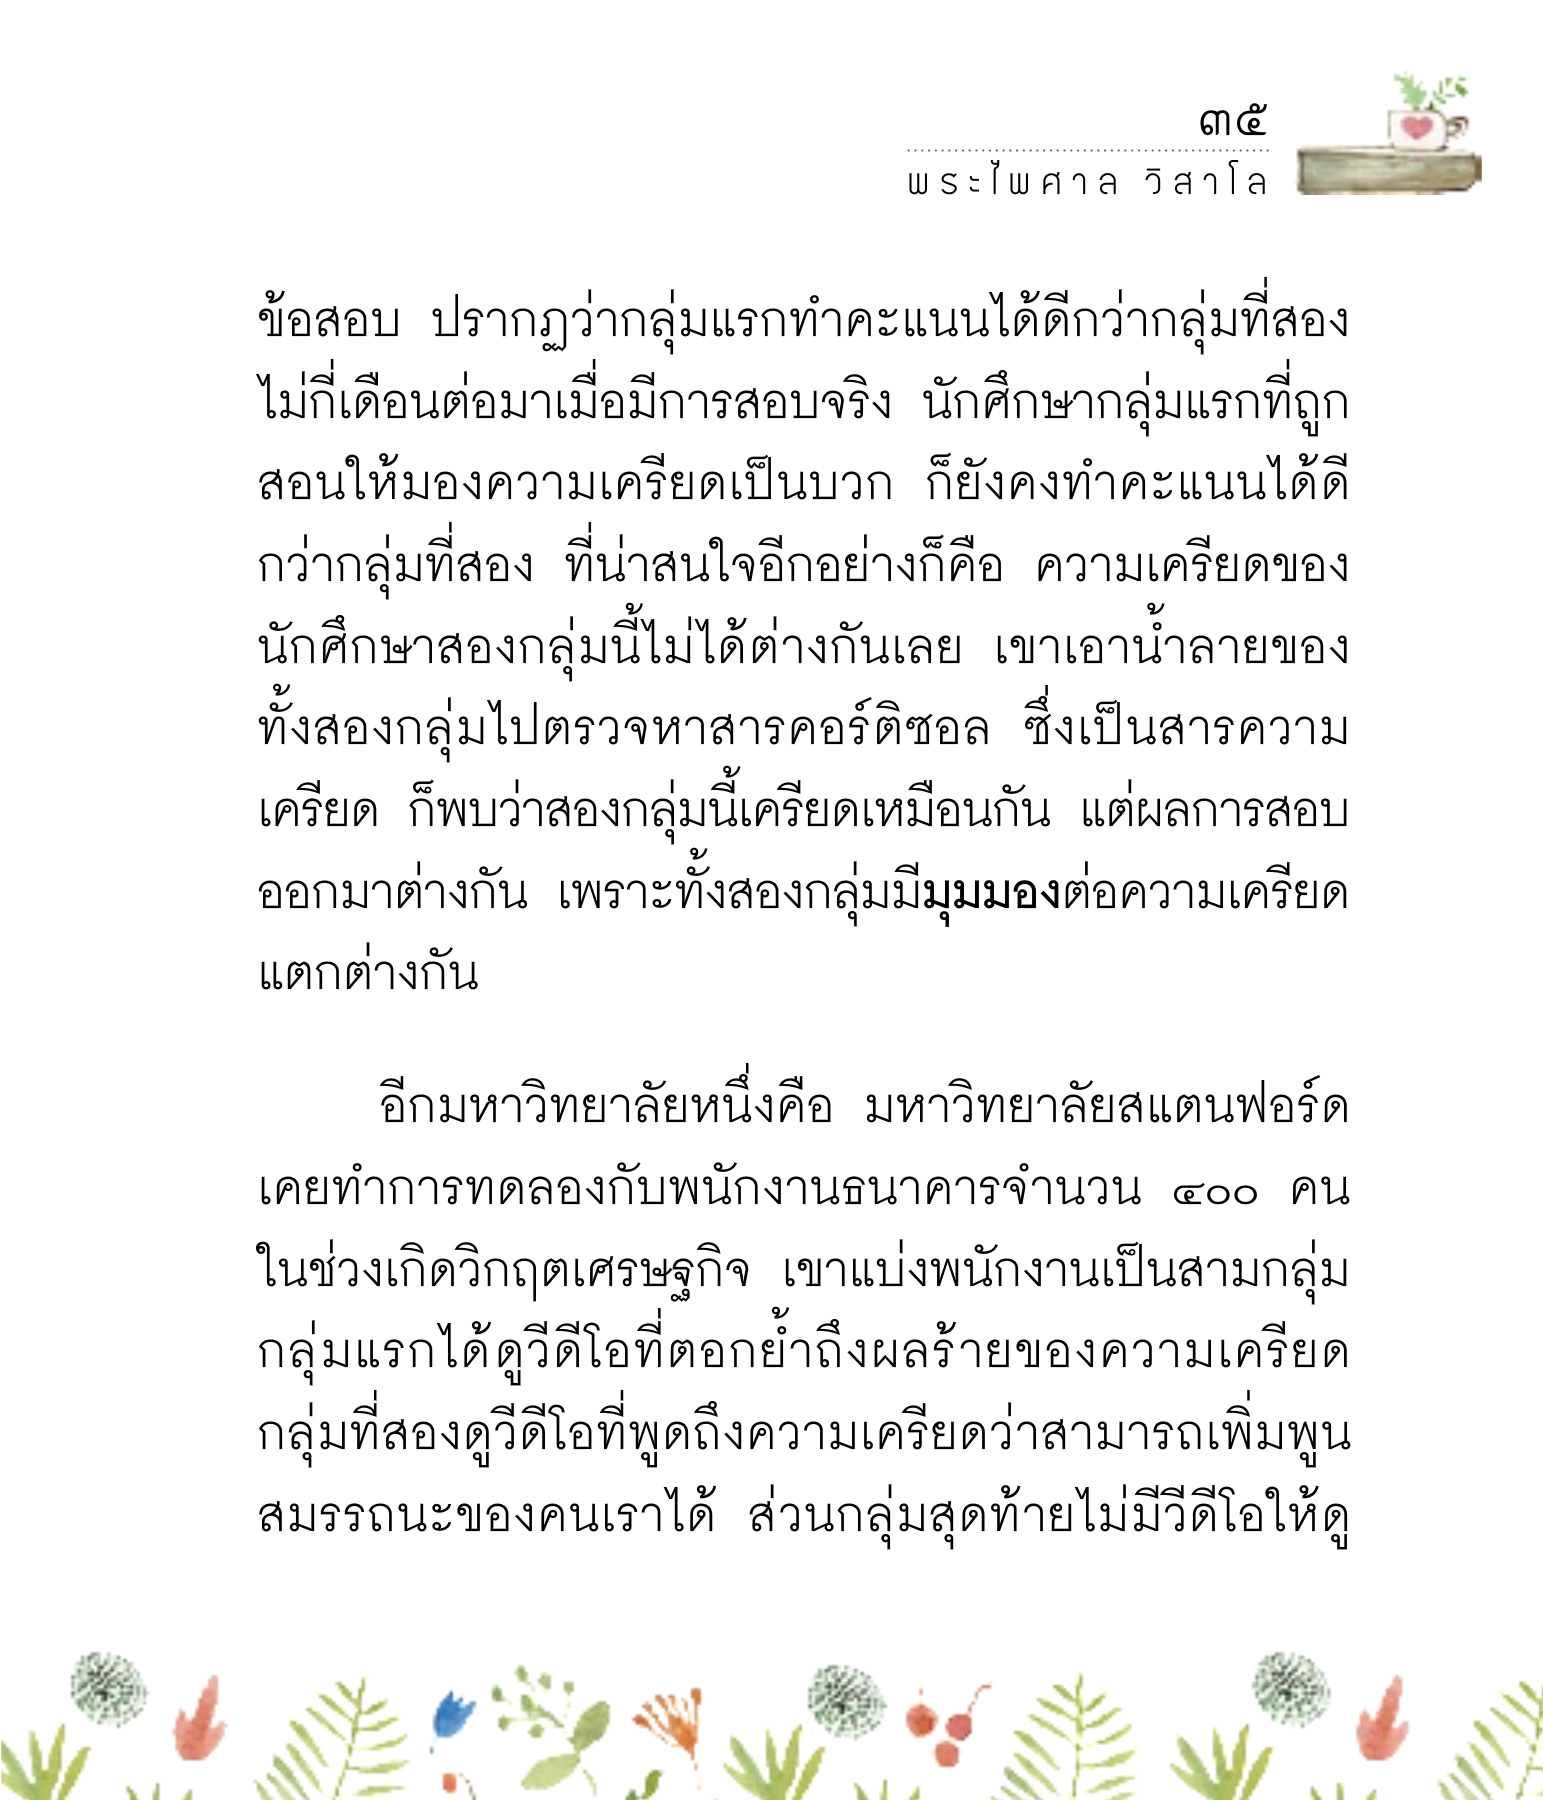 ๓๕
พระไพศาล วิสาโล
ข้อสอบ ปรากฏว่ากลุ่มแรกทำคะแนนได้ดีกว่ากลุ่มที่สอง
ไม่กี่เดือนต่อมาเมื่อมีการสอบจริง นักศึกษากลุ่มแรกที่ถูก
สอนให้มองความเครียดเป็นบวก ก็ยังคงทำคะแนนได้ดี
กว่ากลุ่มที่สอง ที่น่าสนใจอีกอย่างก็คือ ความเครียดของ
นักศึกษาสองกลุ่มนี้ไม่ได้ต่างกันเลย เขาเอาน้ำลายของ
ทั้งสองกลุ่มไปตรวจหาสารคอร์ติซอล ซึ่งเป็นสารความ
เครียด ก็พบว่าสองกลุ่มนี้เครียดเหมือนกัน แต่ผลการสอบ
ออกมาต่างกัน เพราะทั้งสองกลุ่มมีมุมมองต่อความเครียด
แตกต่างกัน
อีกมหาวิทยาลัยหนึ่งคือ มหาวิทยาลัยสแตนฟอร์ด
เคยทำการทดลองกับพนักงานธนาคารจำนวน ๔๐๐ คน
ในช่วงเกิดวิกฤตเศรษฐกิจ เขาแบ่งพนักงานเป็นสามกลุ่ม
กลุ่มแรกได้ดูวีดีโอที่ตอกย้ำถึงผลร้ายของความเครียด
กลุ่มที่สองดูวีดีโอที่พูดถึงความเครียดว่าสามารถเพิ่มพูน
สมรรถนะของคนเราได้ ส่วนกลุ่มสุดท้ายไม่มีวีดีโอให้ดู